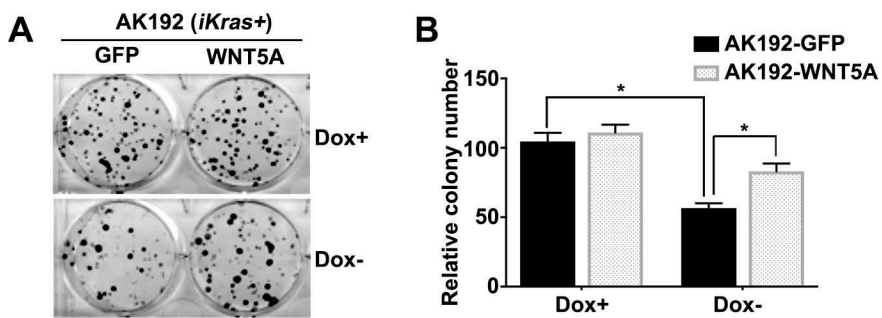 A
AK192 (iKras+)
GFP WNT5A
Dox+
Dox-
B
AK192-GFP
AK192-WNT5A
Relative colony number
150
100
50
0
*
*
Dox+ Dox-